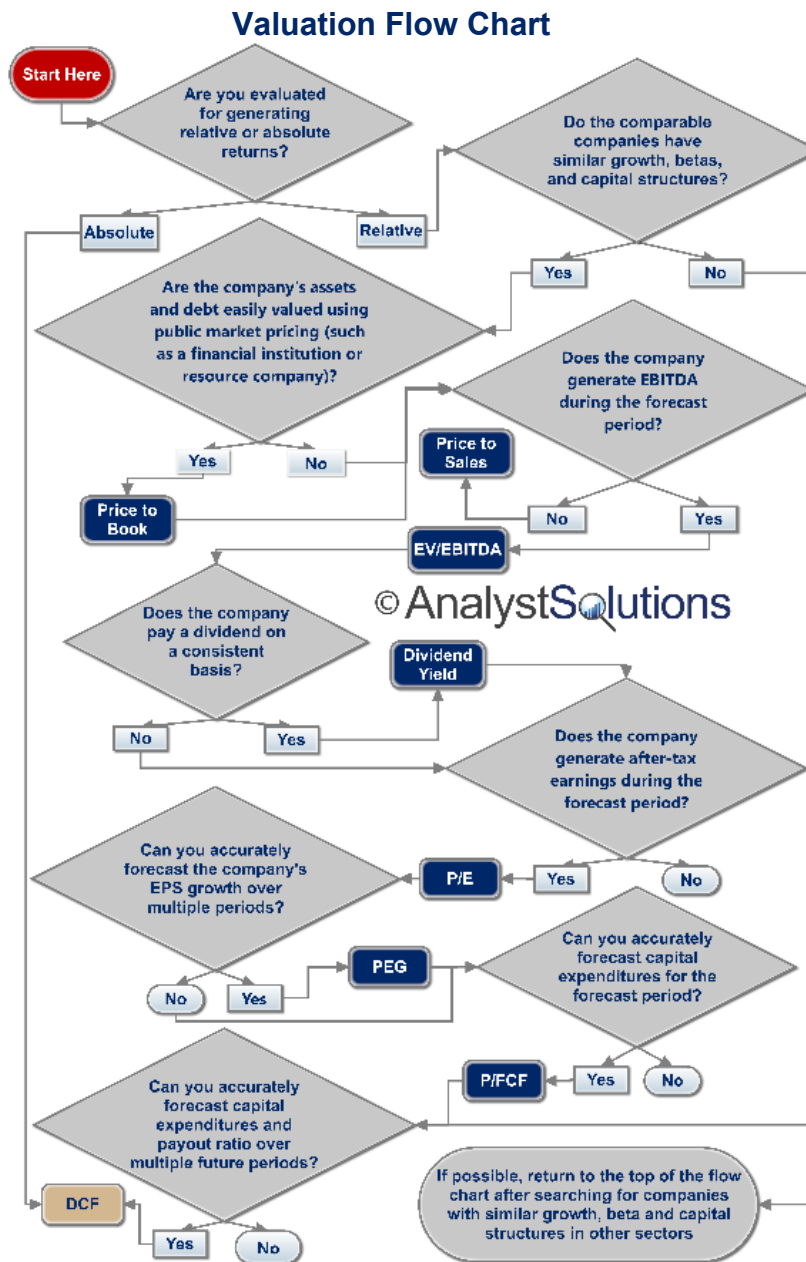 Valuation Flow Chart
Start Here
Are you evaluated
for generating
relative or absolute
returns?
Do the comparable
companies have
similar growth, betas,
and capital structures?
Absolute
Relative
Yes
No
Are the company's assets
and debt easily valued using
public market pricing (such
as a financial institution or
resource company)?
Does the company
generate EBITDA
during the forecast
period?
Yes
No
Price to
Sales
Price to
Book
No
Yes
EV/EBITDA
© AnalystSolutions
Does the company
pay a dividend on
a consistent
basis?
Dividend
Yield
No
Yes
Does the company
generate after-tax
earnings during the
forecast period?
Can you accurately
forecast the company's
EPS growth over
multiple periods?
P/E
Yes
No
Can you accurately
forecast capital
expenditures for the
forecast period?
PEG
No
Yes
P/FCF
Yes
No
Can you accurately
forecast capital
expenditures and
payout ratio over
multiple future periods?
If possible, return to the top of the flow
chart after searching for companies
with similar growth, beta and capital
structures in other sectors
DCF
Yes
No